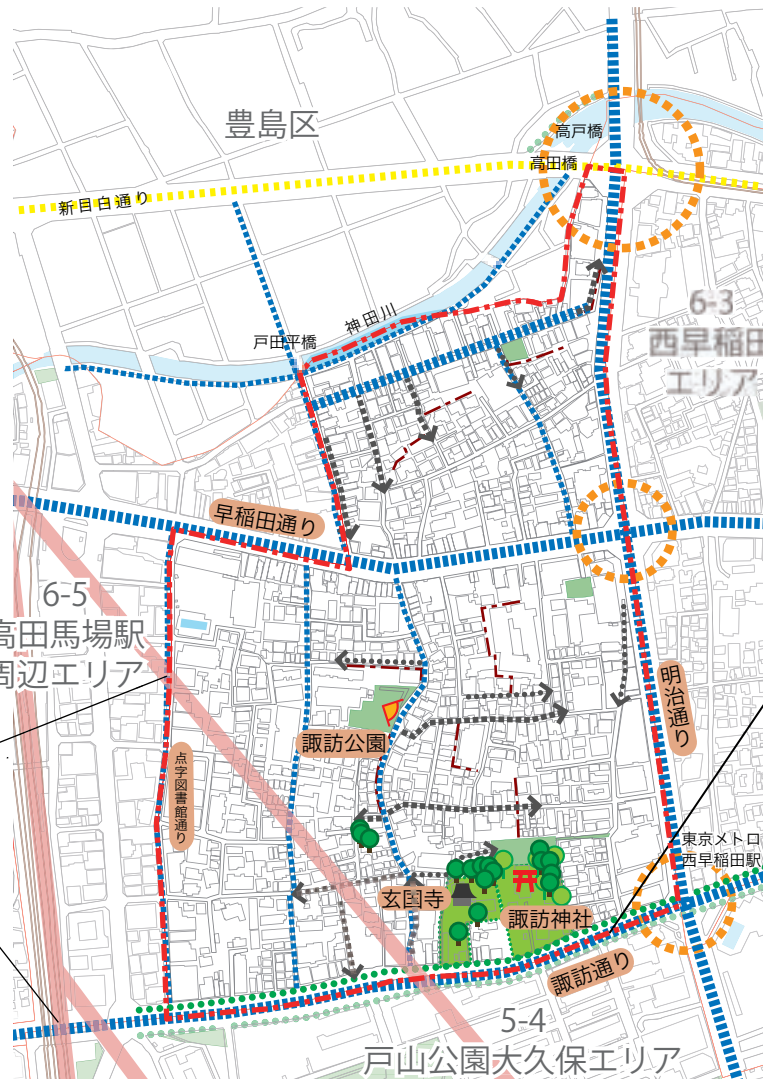 豊島区
高戸橋
高田橋
新目白通り
神田川
戸田平橋
6-3
西早稲田
エリア
早稲田通り
6-5
高田馬場駅
周辺エリア
明治通り
諏訪公園
点字図書館通り
東京メトロ
西早稲田駅
玄国寺
諏訪神社
諏訪通り
5-4
戸山公園大久保エリア